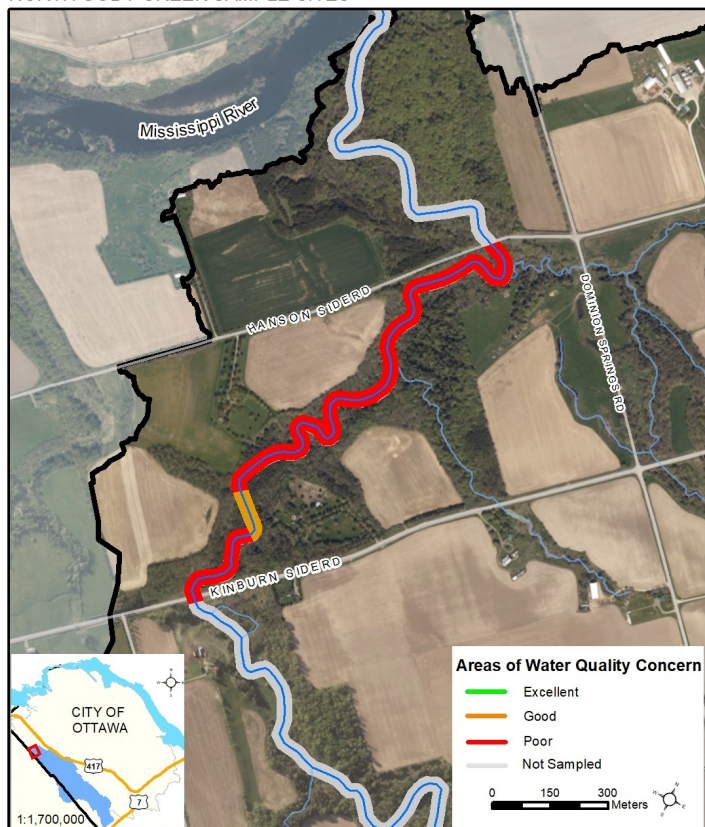 Mississippi River
HANSON SIDERD
DOMINION SPRINGS RD
KINBURN SIDERD
CITY OF
OTTAWA
417
7
1:1,700,000
Areas of Water Quality Concern
Excellent
Good
Poor
Not Sampled
0 150 300
Meters
N